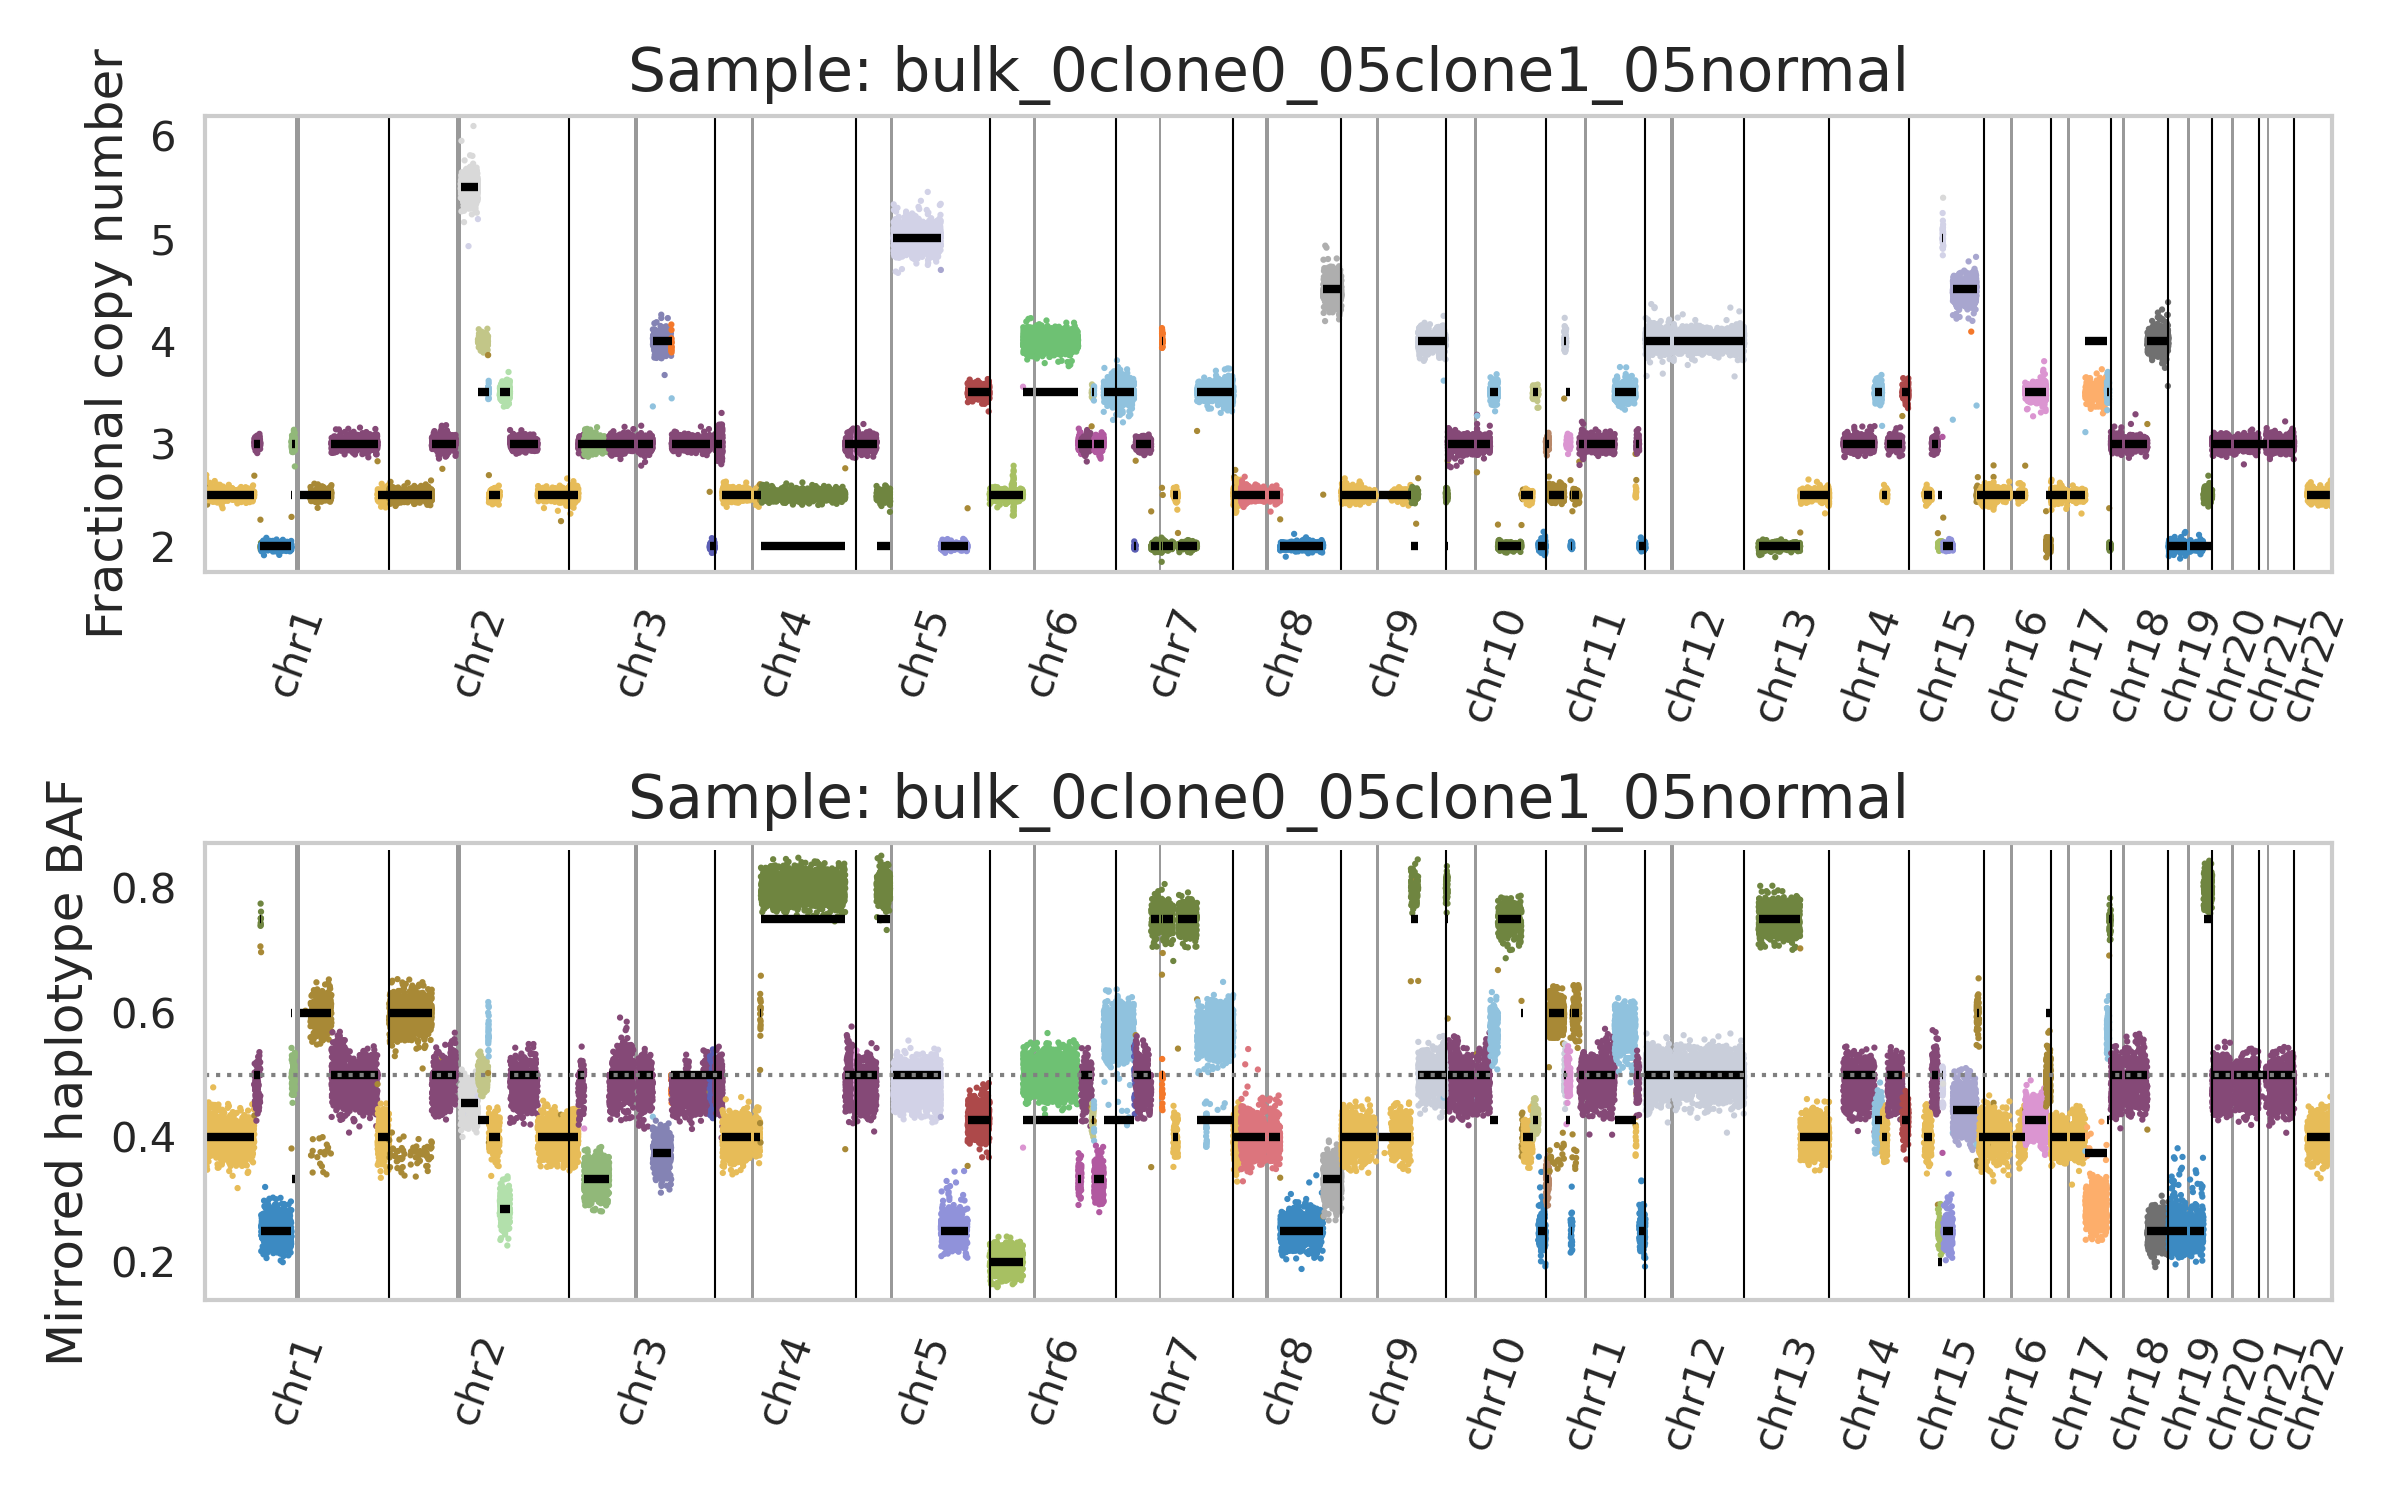 Sample: bulk_0clone0_05clone1_05normal
Fractional copy number
6
5
4
3
2
chr1 chr2 chr3 chr4 chr5 chr6 chr7 chr8 chr9 chr10 chr11 chr12 chr13 chr14 chr15 chr16 chr17 chr18 chr19 chr20 chr21 chr22
Sample: bulk_0clone0_05clone1_05normal
Mirrored haplotype BAF
0.8
0.6
0.4
0.2
chr1 chr2 chr3 chr4 chr5 chr6 chr7 chr8 chr9 chr10 chr11 chr12 chr13 chr14 chr15 chr16 chr17 chr18 chr19 chr20 chr21 chr22